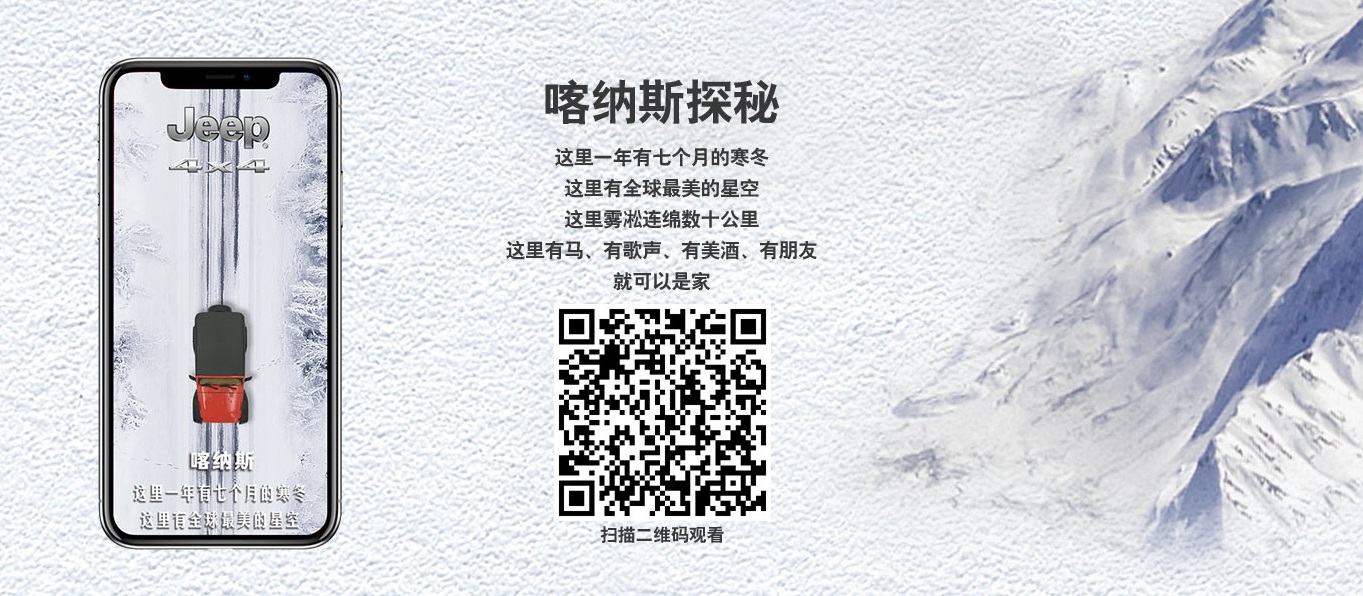 Jeep
4x4
喀纳斯
这里一年有七个月的寒冬
这里有全球最美的星空
喀纳斯探秘
这里一年有七个月的寒冬
这里有全球最美的星空
这里雾凇连绵数十公里
这里有马、有歌声、有美酒、有朋友
就可以是家
扫描二维码观看